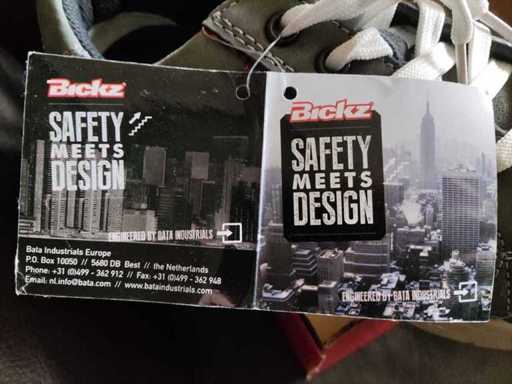 Bickz
SAFETY
MEETS
DESIGN
ENGINEERED BY BATA INDUSTRIALS
Bata Industrials Europe
P.O. Box 10050 // 5680 DB Best // the Netherlands
Phone: +31 (0)499 - 362 912 // Fax: +31 (0)499 - 362 948
Email: nl.info@bata.com // www.bataindustrials.com
Bickz
SAFETY
MEETS
DESIGN
ENGINEERED BY BATA INDUSTRIALS